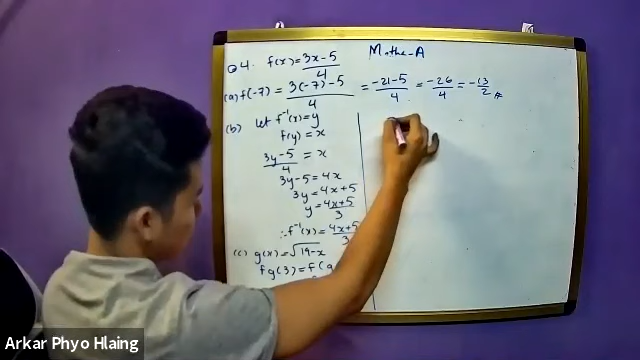 Maths-A
Q4. f(x) = 3x-5/4
(a) f(-7) = 3(-7)-5/4 = -21-5/4 = -26/4 = -13/2 #
(b) let f⁻¹(x) = y
f(y) = x
3y-5/4 = x
3y-5 = 4x
3y = 4x+5
y = 4x+5/3
∴ f⁻¹(x) = 4x+5/3
(c) g(x) = √19-x
fg(3) = f(g
Arkar Phyo Hlaing